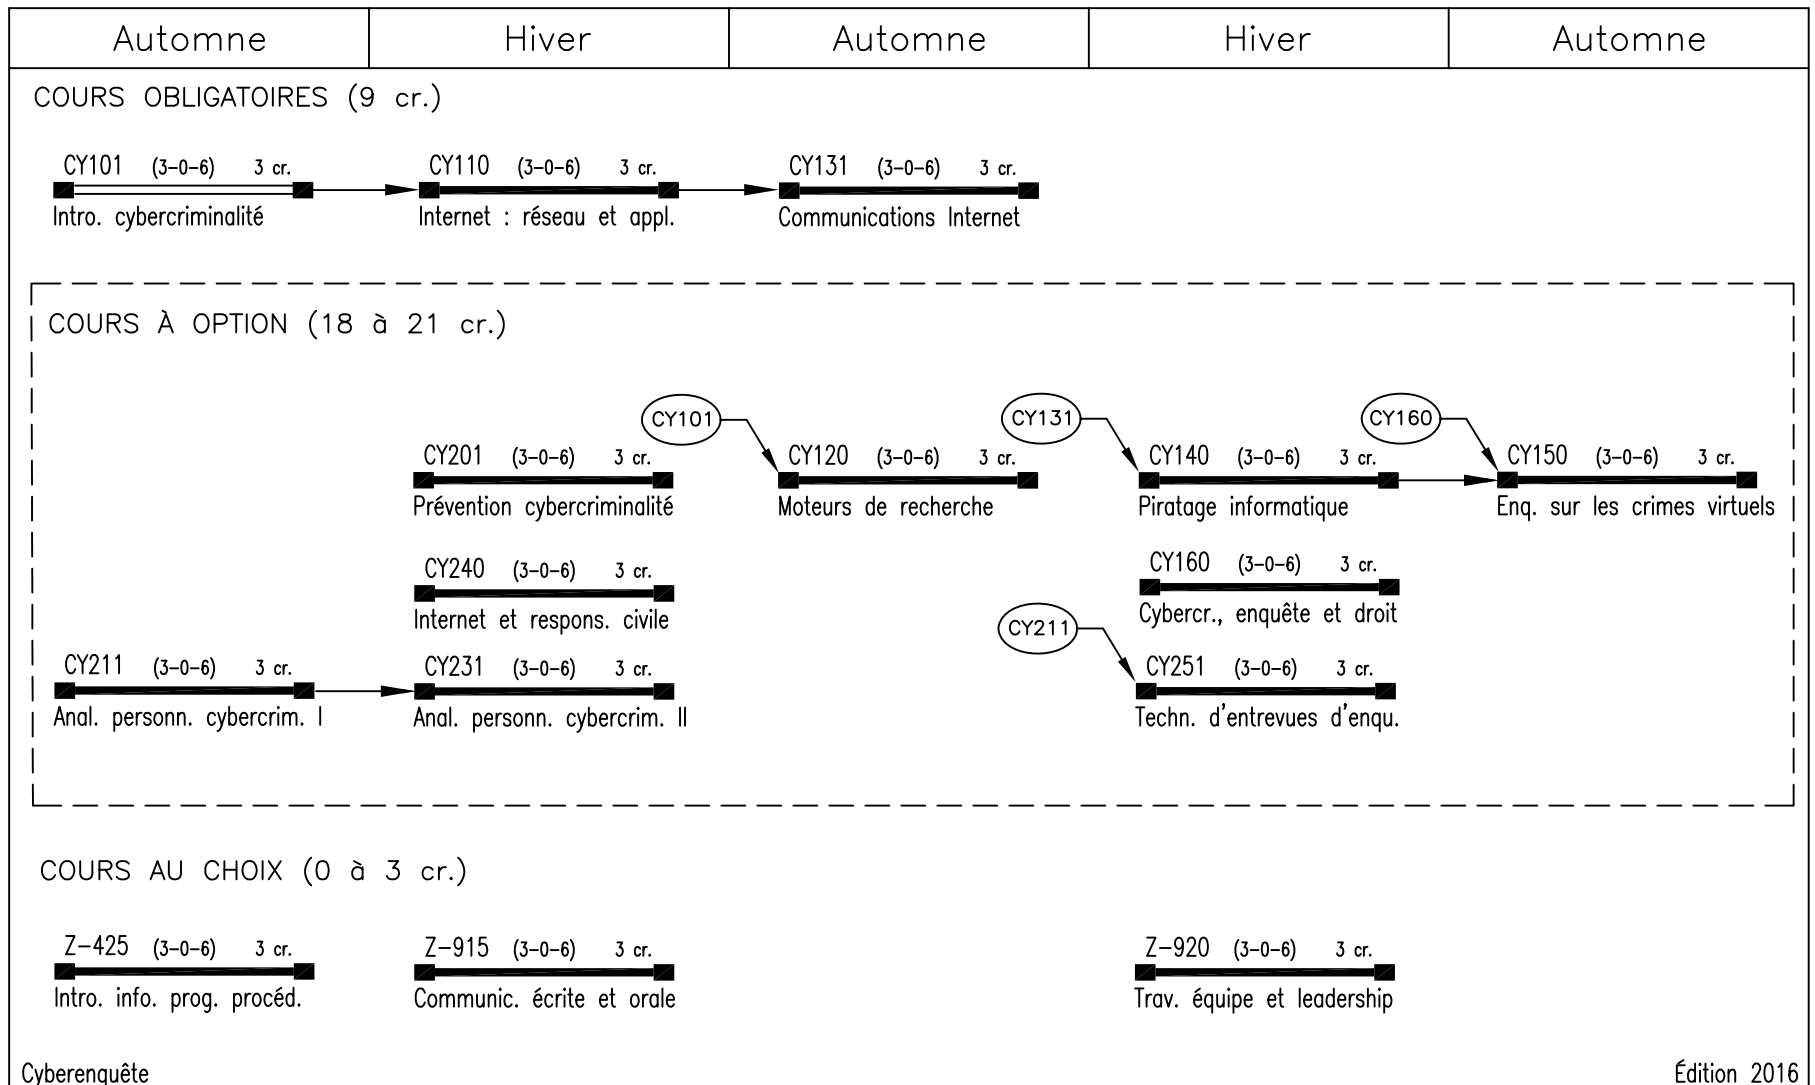 Automne Hiver Automne Hiver Automne
COURS OBLIGATOIRES (9 cr.)
CY101 (3-0-6) 3 cr. CY110 (3-0-6) 3 cr. CY131 (3-0-6) 3 cr.
Intro. cybercriminalité Internet : réseau et appl. Communications Internet
COURS À OPTION (18 à 21 cr.)
CY101 CY131 CY160
CY201 (3-0-6) 3 cr. CY120 (3-0-6) 3 cr. CY140 (3-0-6) 3 cr. CY150 (3-0-6) 3 cr.
Prévention cybercriminalité Moteurs de recherche Piratage informatique Enq. sur les crimes virtuels
CY240 (3-0-6) 3 cr. CY160 (3-0-6) 3 cr.
Internet et respons. civile Cybercr., enquête et droit
CY211
CY211 (3-0-6) 3 cr. CY231 (3-0-6) 3 cr. CY251 (3-0-6) 3 cr.
Anal. personn. cybercrim. I Anal. personn. cybercrim. II Techn. d'entrevues d'enqu.
COURS AU CHOIX (0 à 3 cr.)
Z-425 (3-0-6) 3 cr. Z-915 (3-0-6) 3 cr. Z-920 (3-0-6) 3 cr.
Intro. info. prog. procéd. Communic. écrite et orale Trav. équipe et leadership
Cyberenquête Édition 2016